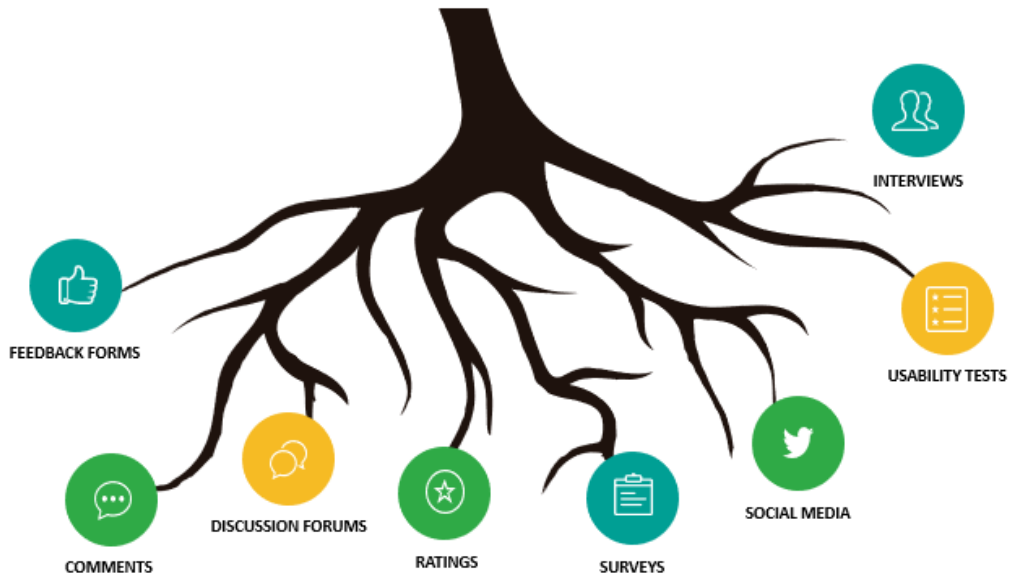 INTERVIEWS
FEEDBACK FORMS
USABILITY TESTS
DISCUSSION FORUMS
SOCIAL MEDIA
COMMENTS
RATINGS
SURVEYS